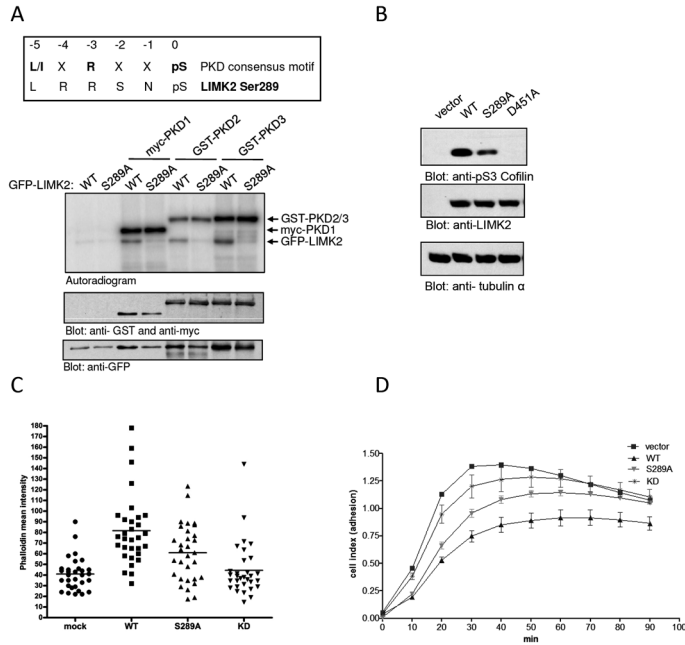 A
-5 -4 -3 -2 -1 0
L/I X R X X pS PKD consensus motif
L R R S N pS LIMK2 Ser289
myc-PKD1 GST-PKD2 GST-PKD3
GFP-LIMK2: WT S289A WT S289A WT S289A WT S289A
GST-PKD2/3
myc-PKD1
GFP-LIMK2
Autoradiogram
Blot: anti- GST and anti-myc
Blot: anti-GFP
B
vector WT S289A D451A
Blot: anti-pS3 Cofilin
Blot: anti-LIMK2
Blot: anti- tubulin α
C
Phalloidin mean intensity
180
170
160
150
140
130
120
110
100
90
80
70
60
50
40
30
20
10
0
mock WT S289A KD
D
vector
WT
S289A
KD
cell index (adhesion)
1.50
1.25
1.00
0.75
0.50
0.25
0.00
0 10 20 30 40 50 60 70 80 90 100
min